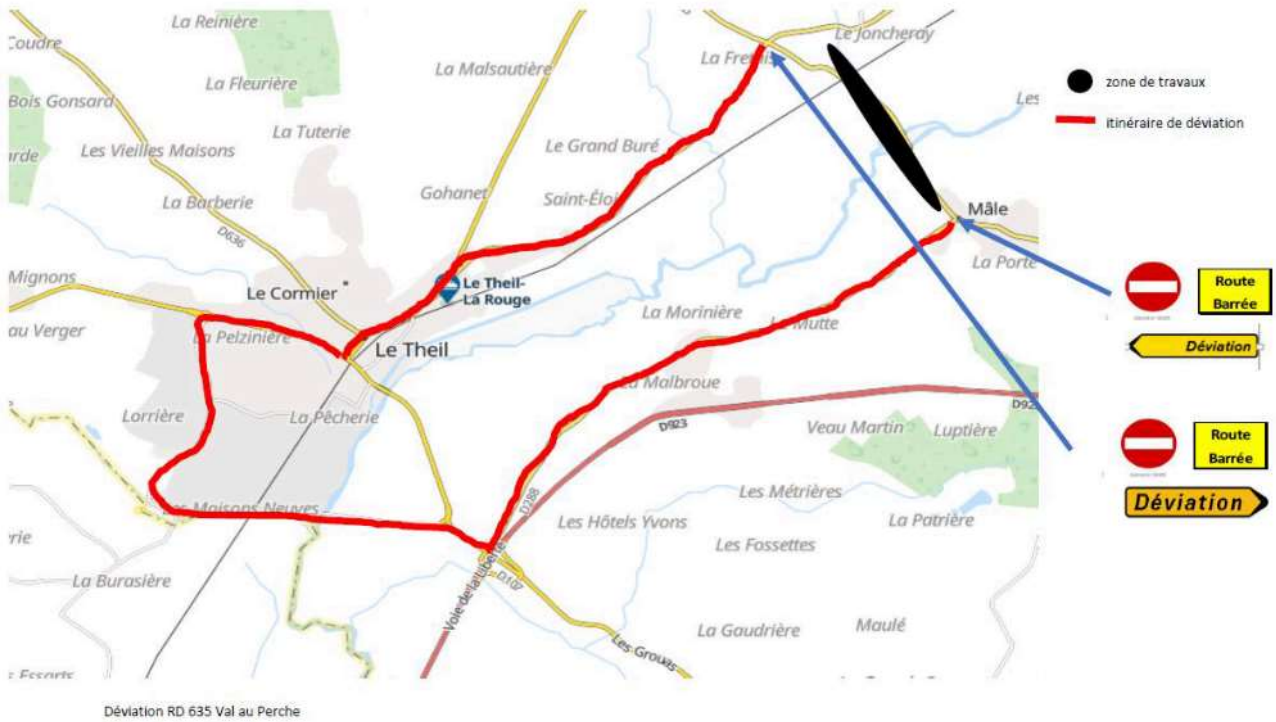 La Reinière
Le Joncheray
Coudre
La Malsautière
La Fleurière
zone de travaux
Bois Gonsard
Les
La Tuterie
itinéraire de déviation
Les Vieilles Maisons
Le Grand Buré
arde
Gohanet
Saint-Éloi
La Barberie
Mâle
D636
Mignons
Le Theil-
La Rouge
La Porte
Route
Barrée
Le Cormier
La Morinière
La Mutte
au Verger
La Pelzinière
Le Theil
Déviation
La Malbroue
D92
Lorrière
La Pêcherie
D923
Veau Martin
Luptière
Route
Barrée
Déviation
Les Métrières
D288
Maisons Neuves
Les Hôtels Yvons
La Patrière
erie
Les Fossettes
La Burasière
Voie de la Liberté
D107
La Gaudrière
Maulé
Les Grouas
Essarts
Déviation RD 635 Val au Perche